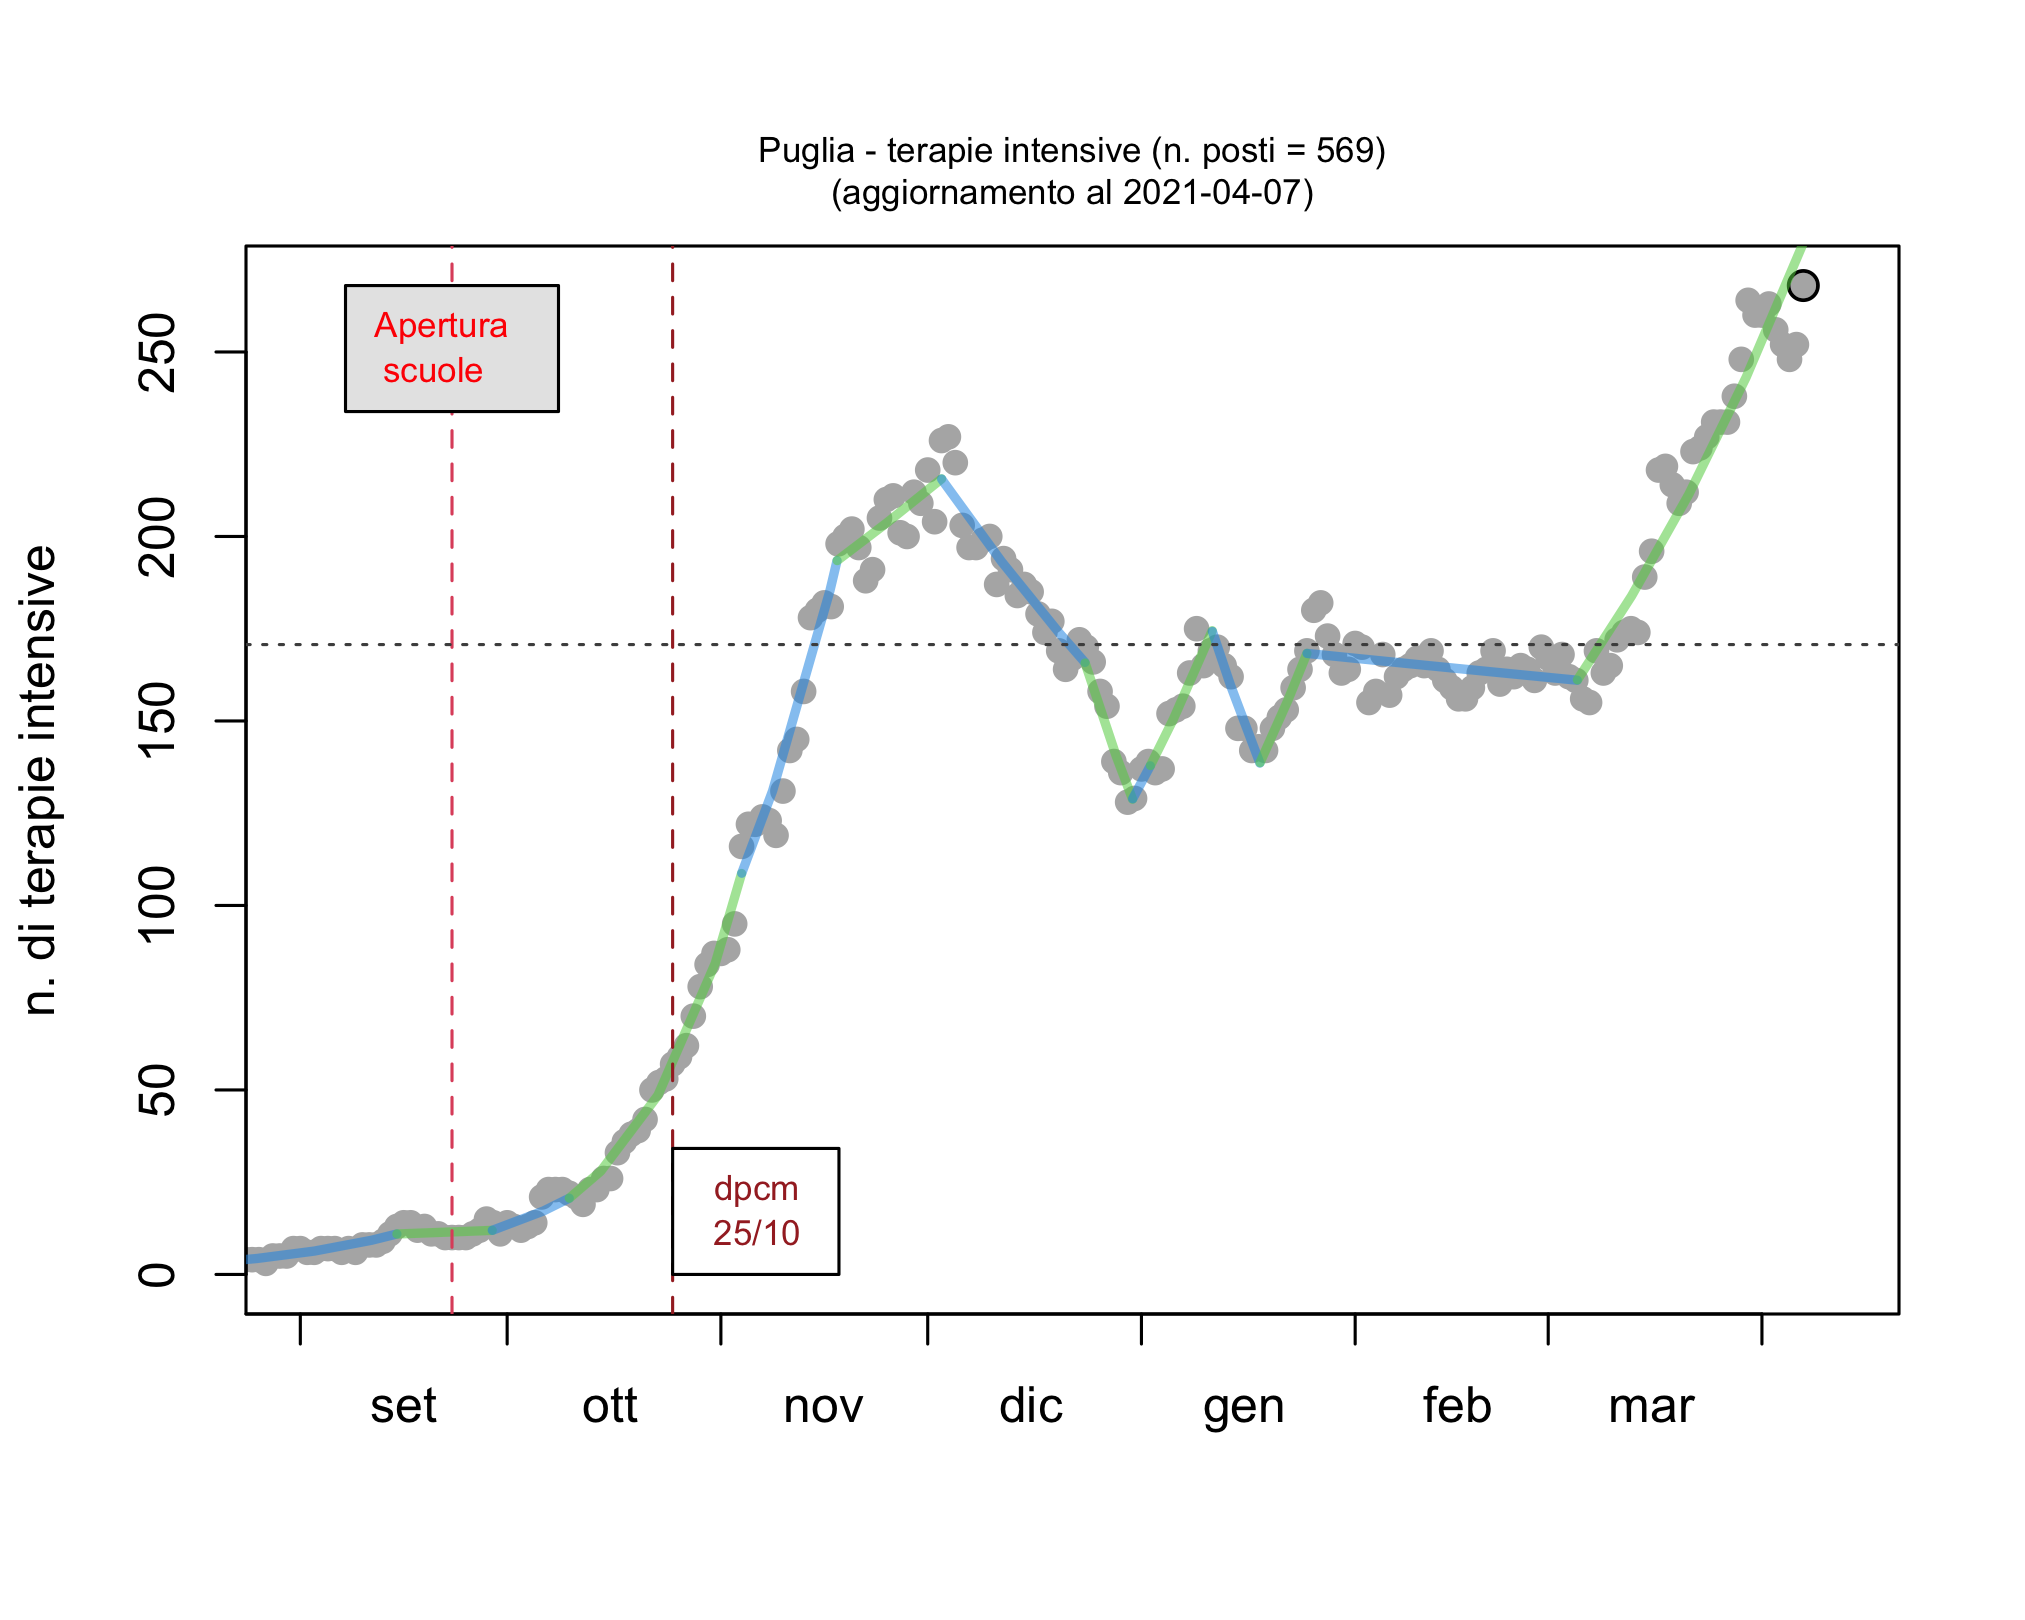 Puglia - terapie intensive (n. posti = 569)
(aggiornamento al 2021-04-07)
n. di terapie intensive
250
200
150
100
50
0
Apertura
scuole
dpcm
25/10
set ott nov dic gen feb mar